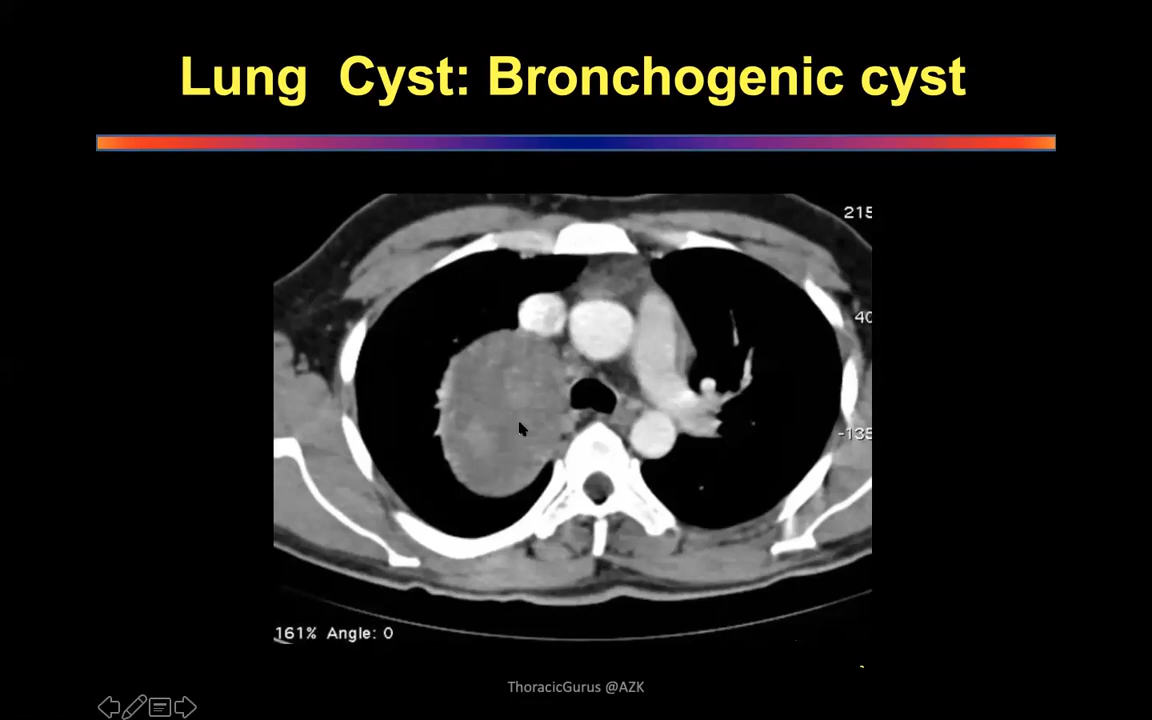 Lung Cyst: Bronchogenic cyst
215
40
-135
161% Angle: 0
ThoracicGurus @AZK